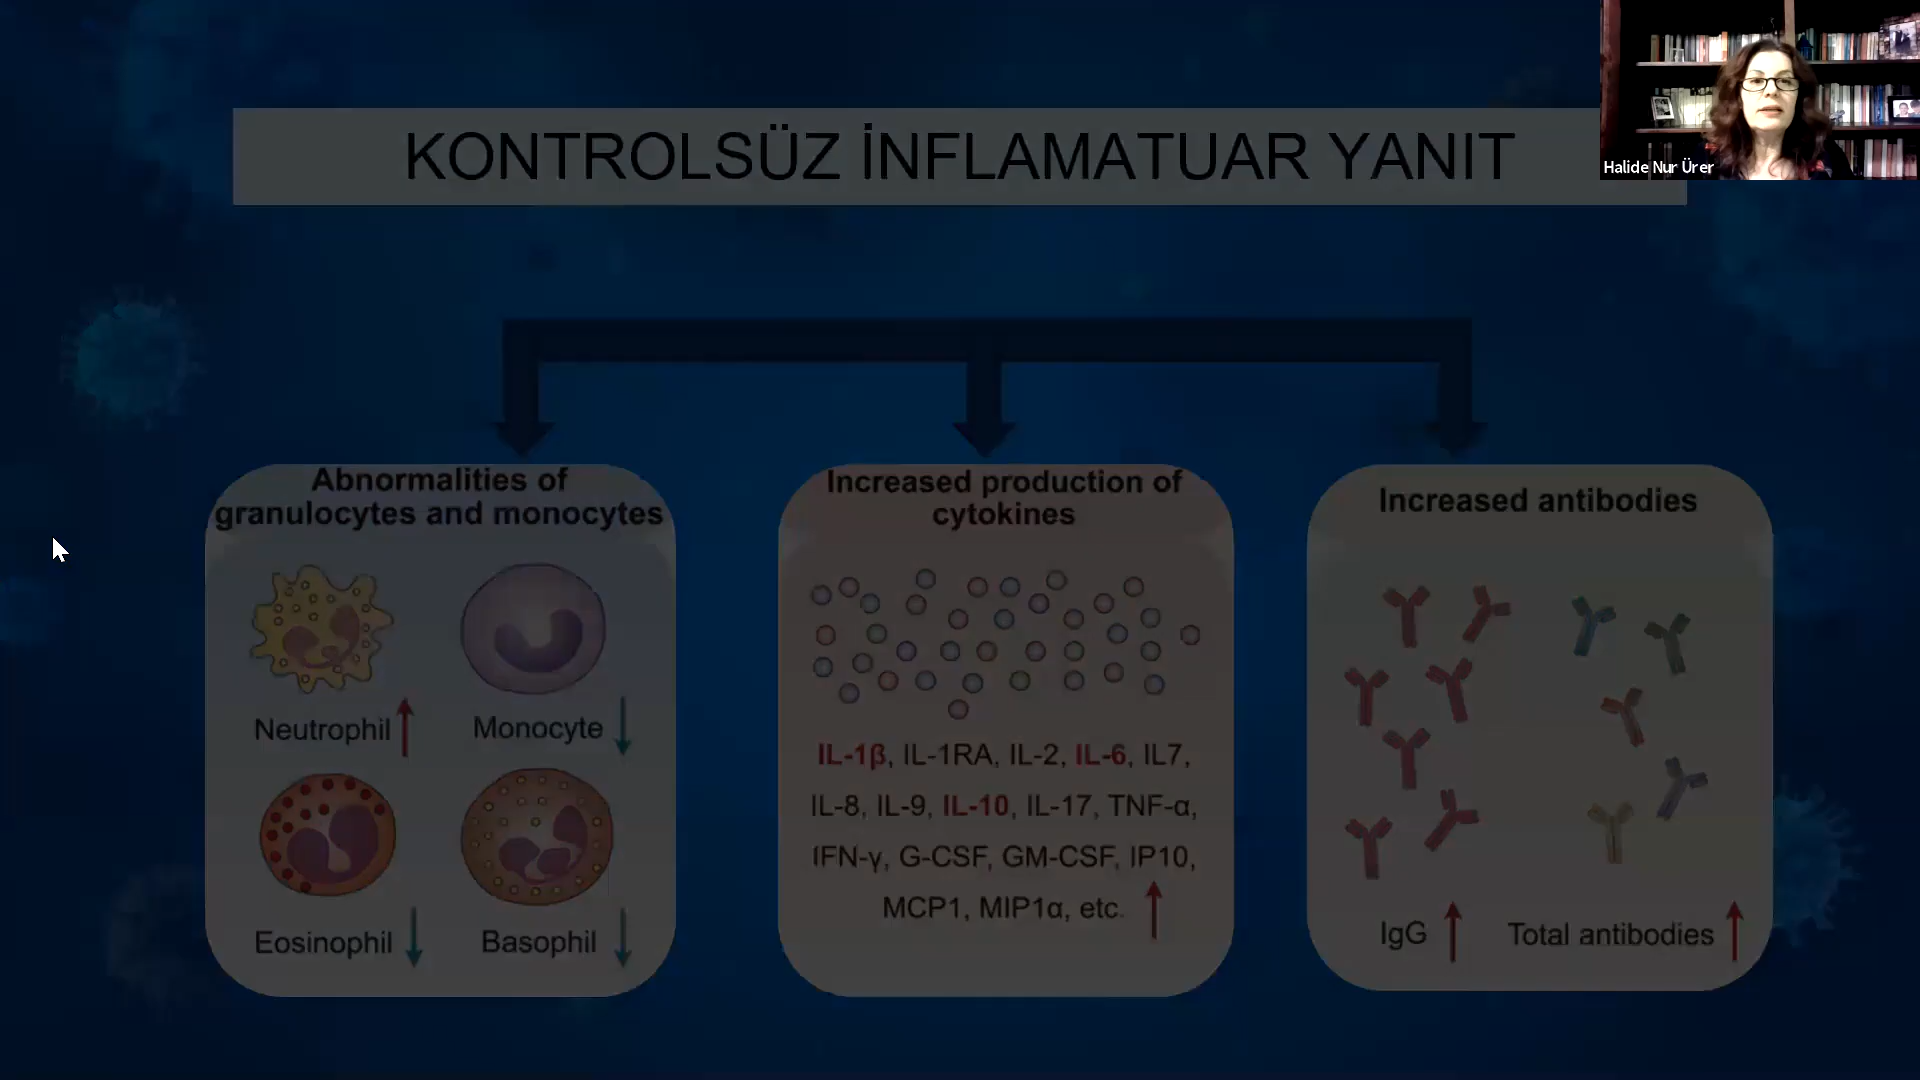 KONTROLSÜZ İNFLAMATUAR YANIT
Halide Nur Ürer
Abnormalities of
granulocytes and monocytes
Neutrophil
Monocyte
Eosinophil
Basophil
Increased production of
cytokines
IL-1β, IL-1RA, IL-2, IL-6, IL7,
IL-8, IL-9, IL-10, IL-17, TNF-α,
IFN-γ, G-CSF, GM-CSF, IP10,
MCP1, MIP1α, etc.
Increased antibodies
IgG
Total antibodies